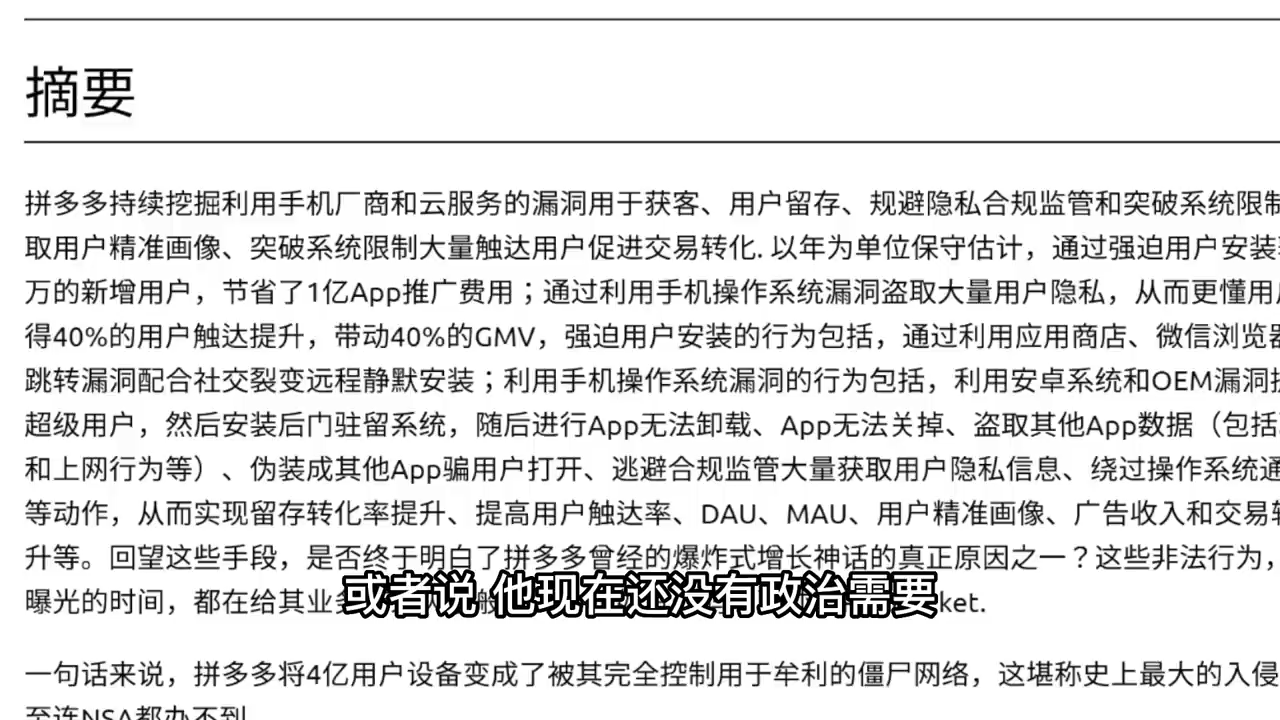 摘要
拼多多持续挖掘利用手机厂商和云服务的漏洞用于获客、用户留存、规避隐私合规监管和突破系统限制
取用户精准画像、突破系统限制大量触达用户促进交易转化. 以年为单位保守估计，通过强迫用户安装
万的新增用户，节省了1亿App推广费用；通过利用手机操作系统漏洞盗取大量用户隐私，从而更懂用户
得40%的用户触达提升，带动40%的GMV，强迫用户安装的行为包括，通过利用应用商店、微信浏览器
跳转漏洞配合社交裂变远程静默安装；利用手机操作系统漏洞的行为包括，利用安卓系统和OEM漏洞
超级用户，然后安装后门驻留系统，随后进行App无法卸载、App无法关掉、盗取其他App数据（包括
和上网行为等）、伪装成其他App骗用户打开、逃避合规监管大量获取用户隐私信息、绕过操作系统通
等动作，从而实现留存转化率提升、提高用户触达率、DAU、MAU、用户精准画像、广告收入和交易
升等。回望这些手段，是否终于明白了拼多多曾经的爆炸式增长神话的真正原因之一？这些非法行为，
曝光的时间，都在给其业 ket.
或者说 他现在还没有政治需要
一句话来说，拼多多将4亿用户设备变成了被其完全控制用于牟利的僵尸网络，这堪称史上最大的入侵
至连NSA都办不到